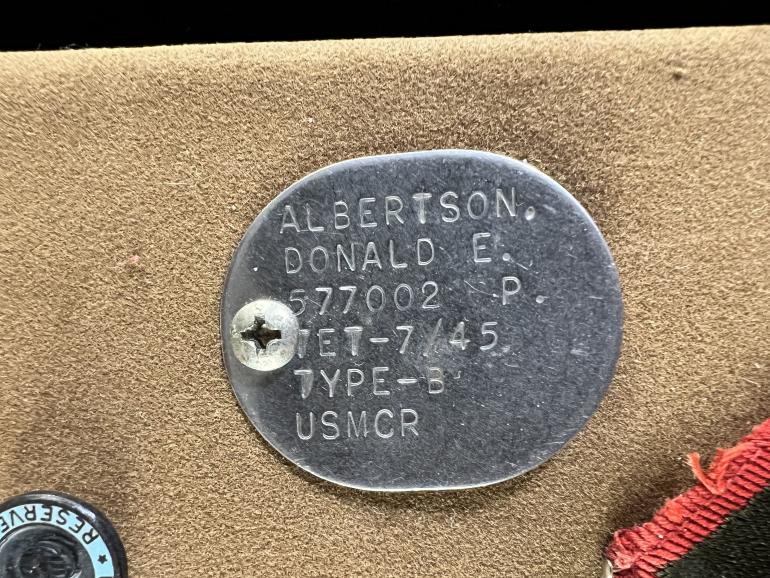 ALBERTSON.
DONALD E.
577002 P.
TET-7/45
TYPE-B
USMCR
RESERVE